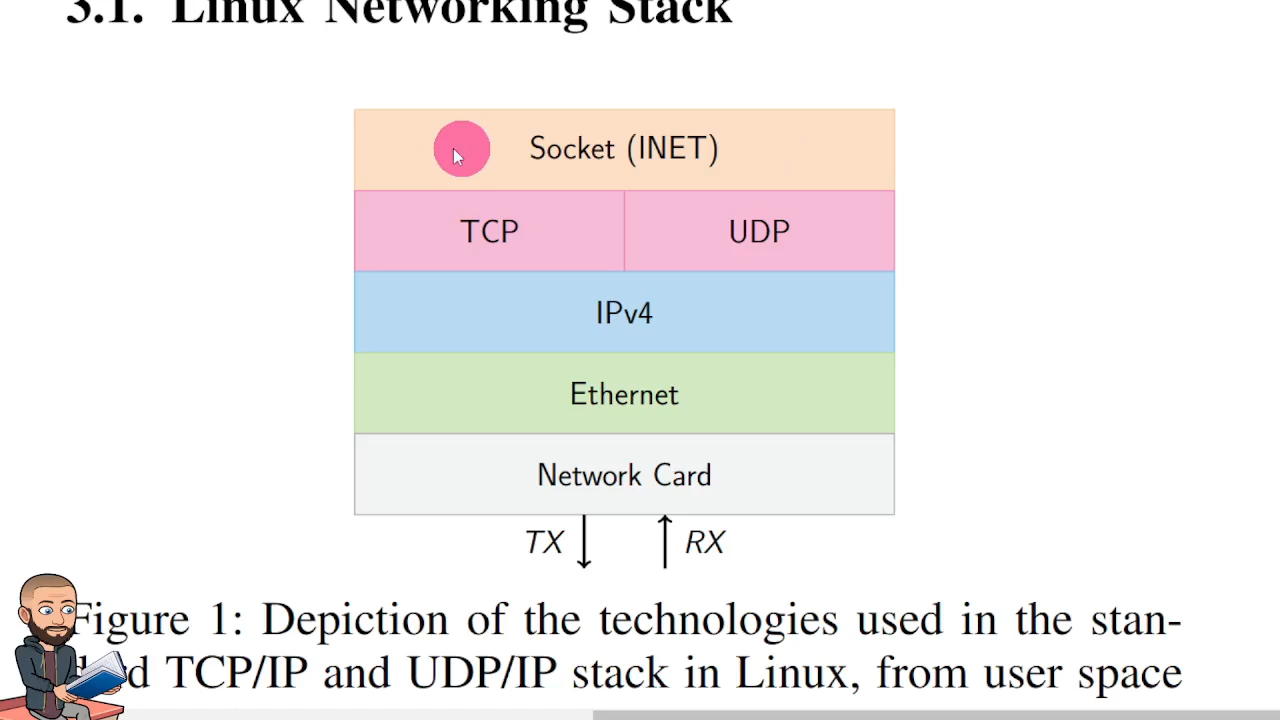 3.1. Linux Networking Stack
Socket (INET)
TCP UDP
IPv4
Ethernet
Network Card
TX RX
Figure 1: Depiction of the technologies used in the stan-
TCP/IP and UDP/IP stack in Linux, from user space